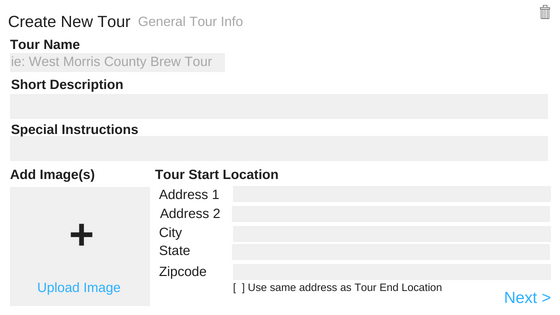 Create New Tour General Tour Info
Tour Name
ie: West Morris County Brew Tour
Short Description
Special Instructions
Add Image(s) Tour Start Location
Address 1
Address 2
City
State
Zipcode
+
Upload Image
[ ] Use same address as Tour End Location
Next >